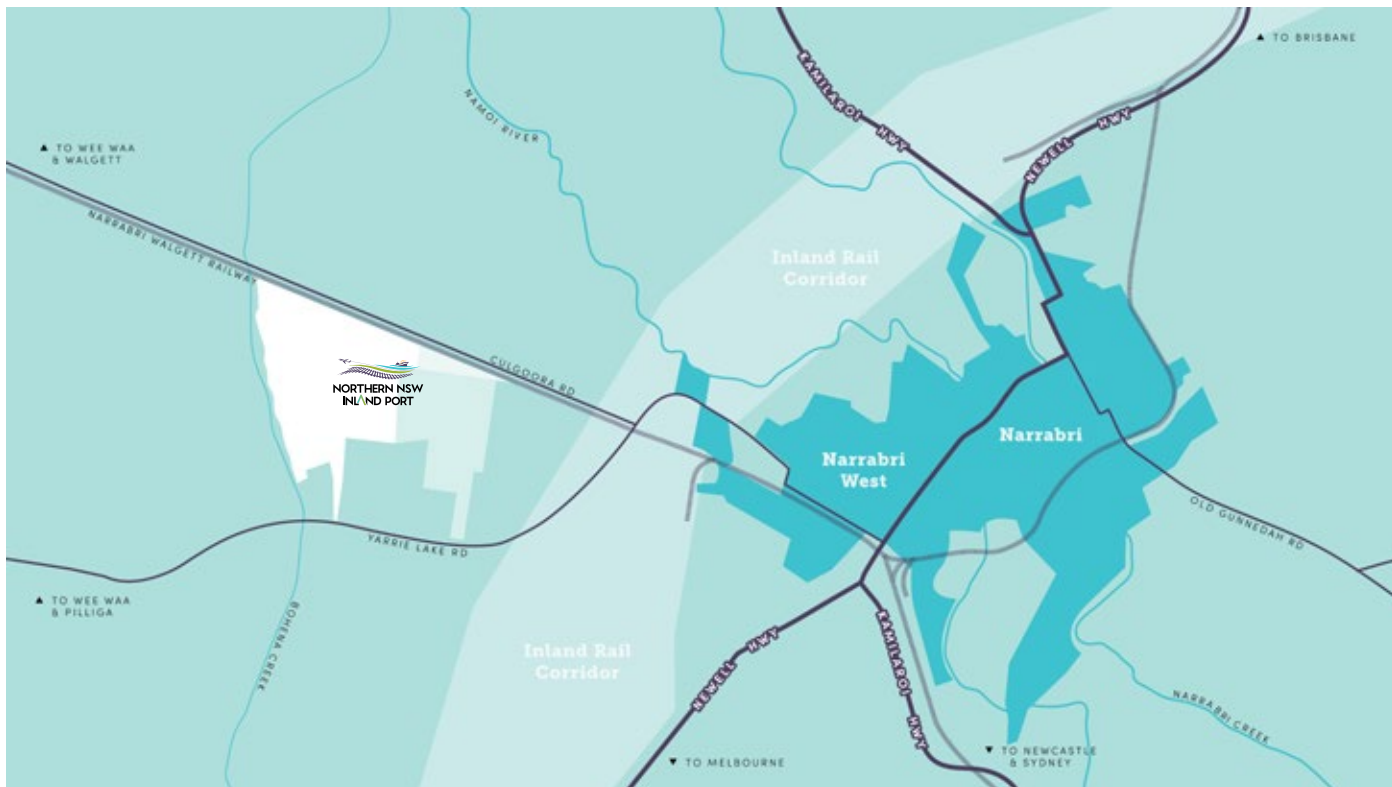 ▲ TO BRISBANE
KAMILAROI HWY
NEWELL HWY
NAMOI RIVER
▲ TO WEE WAA
& WALGETT
NARRABRI WALGETT RAILWAY
Inland Rail
Corridor
CULGOORA RD
NORTHERN NSW
INLAND PORT
Narrabri
Narrabri
West
OLD GUNNEDAH RD
YARRIE LAKE RD
▲ TO WEE WAA
& PILLIGA
BOHENA CREEK
Inland Rail
Corridor
NEWELL HWY
KAMILAROI HWY
NARRABRI CREEK
▼ TO MELBOURNE
▼ TO NEWCASTLE
& SYDNEY